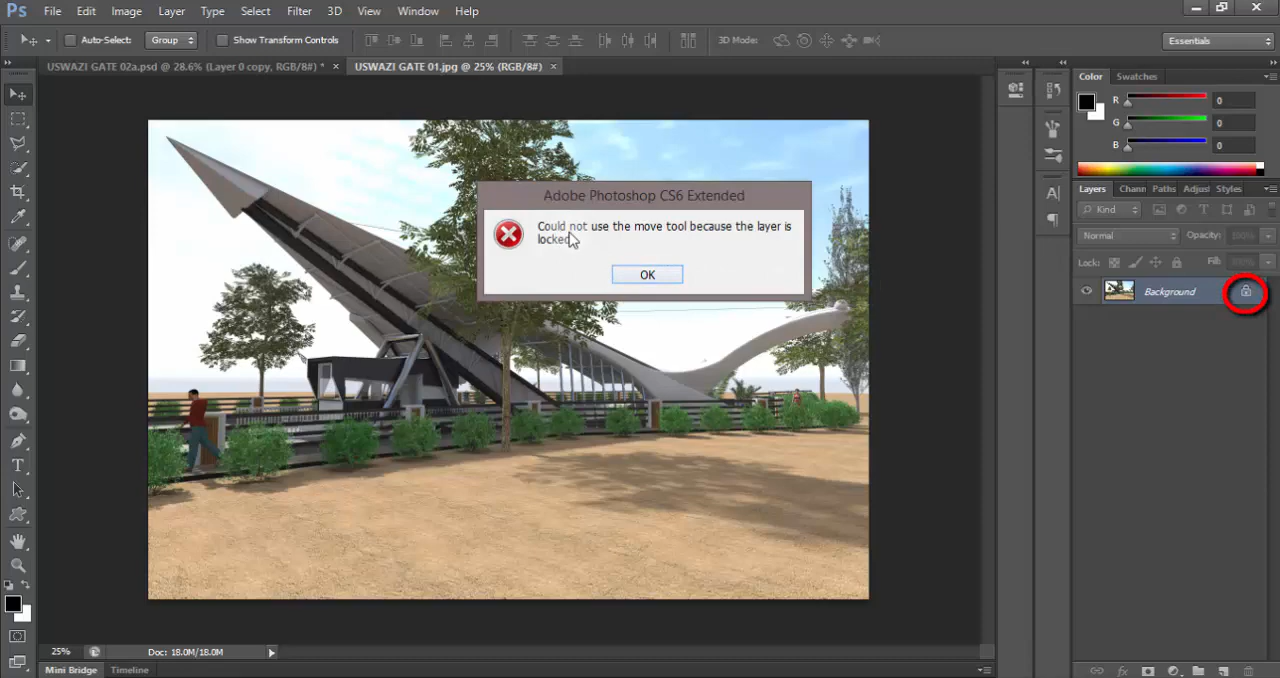 Ps File Edit Image Layer Type Select Filter 3D View Window Help
Auto-Select: Group Show Transform Controls 3D Mode: Essentials
USWAZI GATE 02a.psd @ 28.6% (Layer 0 copy, RGB/8#) * × USWAZI GATE 01.jpg @ 25% (RGB/8#) ×
Color Swatches
R 0
G 0
B 0
Adobe Photoshop CS6 Extended
Could not use the move tool because the layer is
locked
OK
Layers Chann Paths Adjust Styles
Kind
Normal Opacity: 100%
Lock: Fill: 100%
Background
25% Doc: 18.0M/18.0M
Mini Bridge Timeline